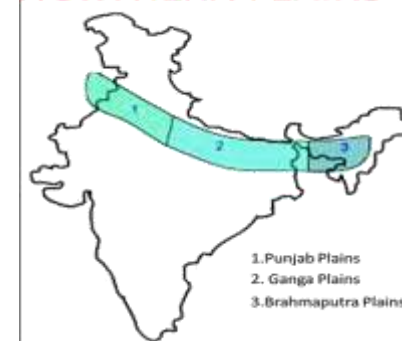 1
2
3
1.Punjab Plains
2. Ganga Plains
3.Brahmaputra Plains